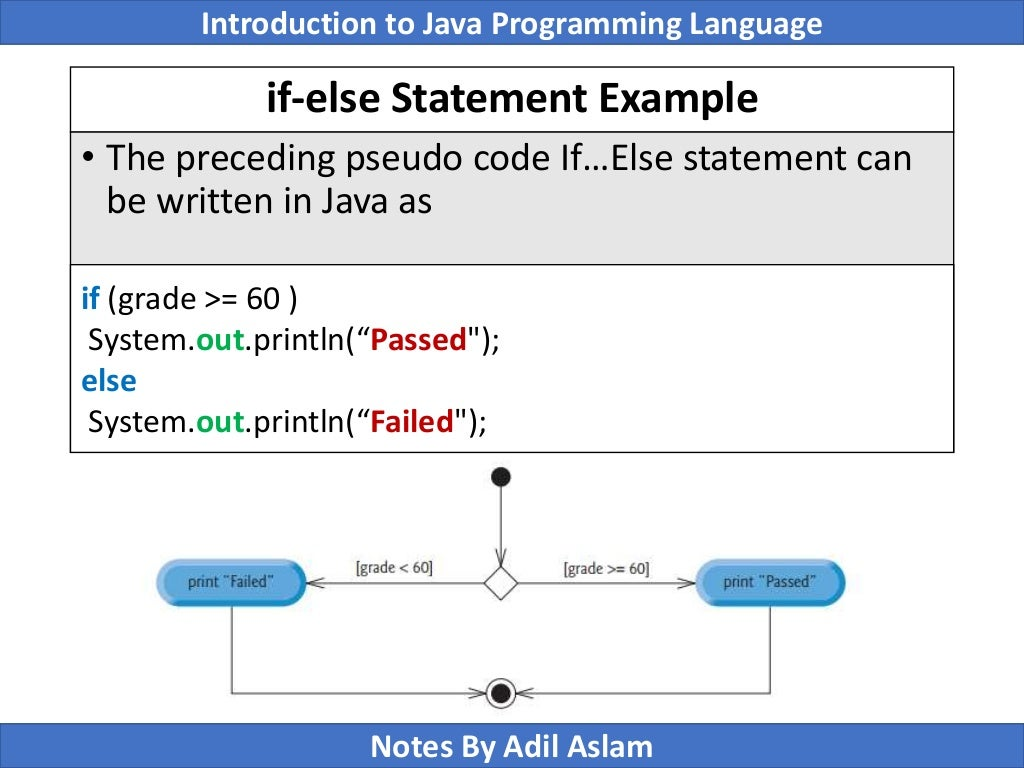 Introduction to Java Programming Language
if-else Statement Example
• The preceding pseudo code If…Else statement can
be written in Java as
if (grade >= 60 )
System.out.println(“Passed");
else
System.out.println(“Failed");
[grade < 60]
[grade >= 60]
print “Failed”
print “Passed”
Notes By Adil Aslam